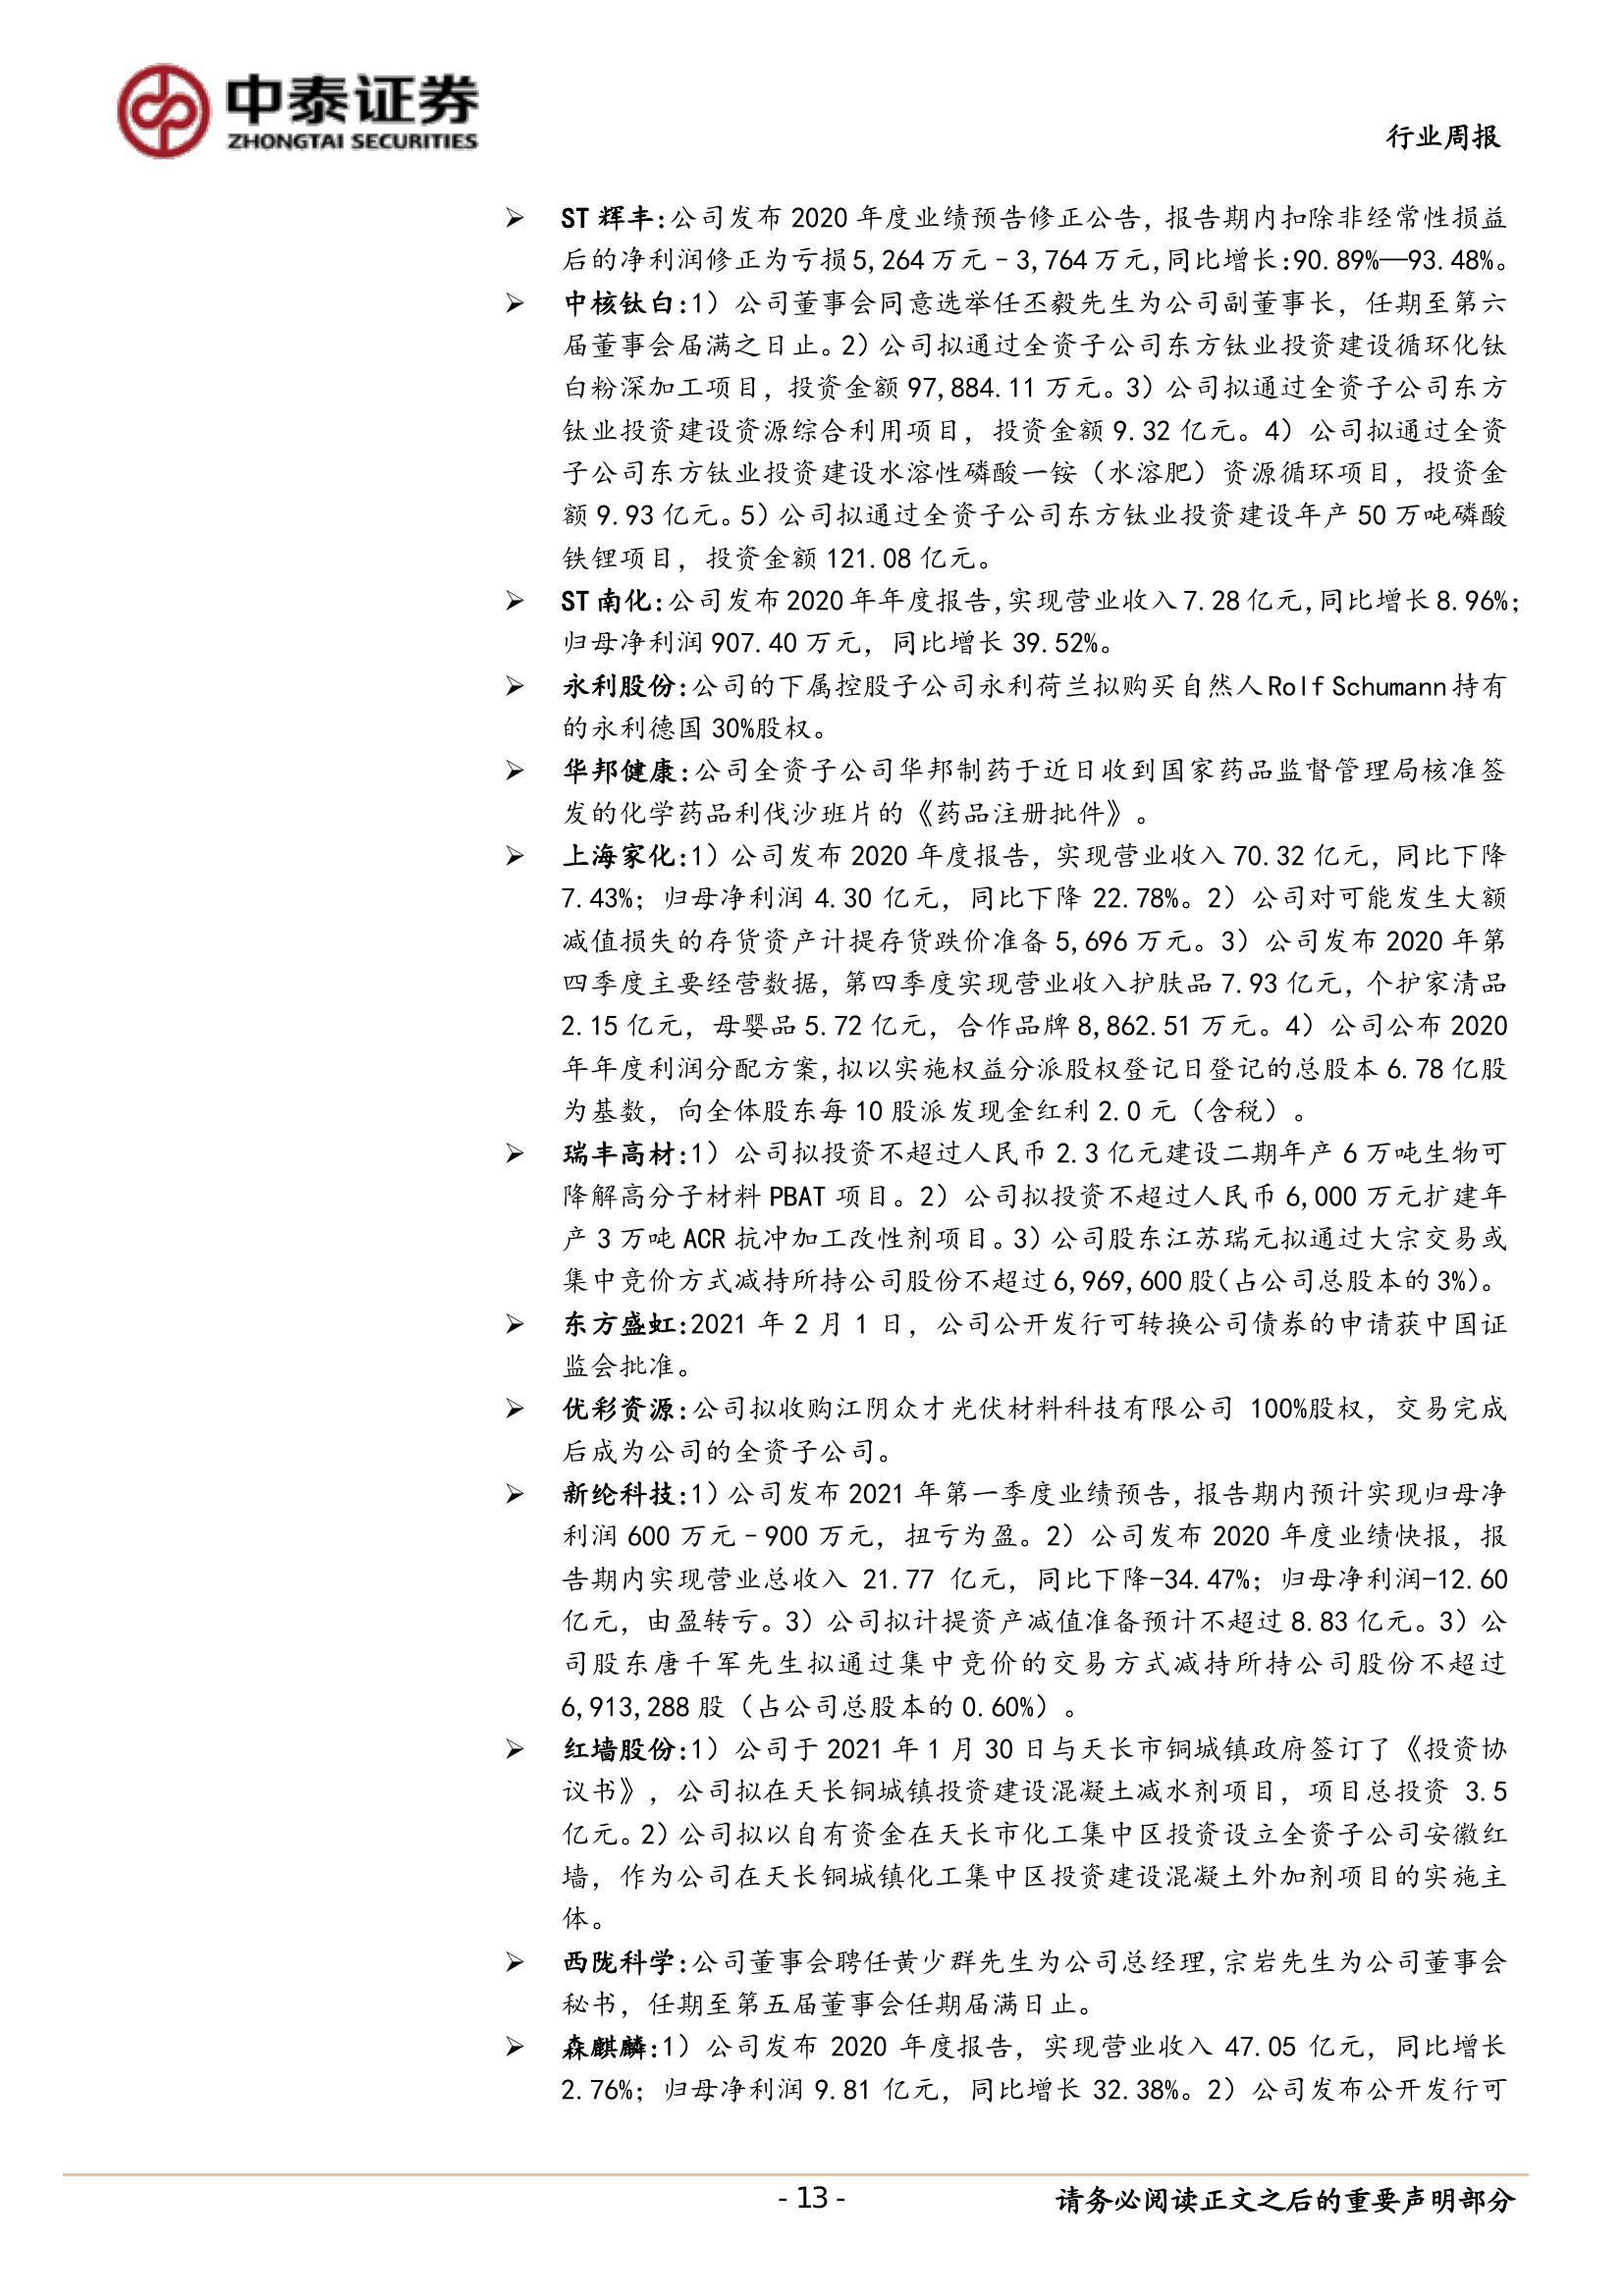 中泰证券
ZHONGTAI SECURITIES
行业周报
➢ ST 辉丰:公司发布 2020 年度业绩预告修正公告，报告期内扣除非经常性损益
后的净利润修正为亏损5,264 万元–3,764 万元,同比增长:90.89%—93.48%。
➢ 中核钛白:1）公司董事会同意选举任丕毅先生为公司副董事长，任期至第六
届董事会届满之日止。2）公司拟通过全资子公司东方钛业投资建设循环化钛
白粉深加工项目，投资金额 97,884.11 万元。3）公司拟通过全资子公司东方
钛业投资建设资源综合利用项目，投资金额 9.32 亿元。4）公司拟通过全资
子公司东方钛业投资建设水溶性磷酸一铵（水溶肥）资源循环项目，投资金
额 9.93 亿元。5）公司拟通过全资子公司东方钛业投资建设年产 50 万吨磷酸
铁锂项目，投资金额 121.08 亿元。
➢ ST 南化:公司发布 2020 年年度报告,实现营业收入 7.28 亿元,同比增长 8.96%;
归母净利润 907.40 万元，同比增长 39.52%。
➢ 永利股份:公司的下属控股子公司永利荷兰拟购买自然人 Rolf Schumann 持有
的永利德国 30%股权。
➢ 华邦健康:公司全资子公司华邦制药于近日收到国家药品监督管理局核准签
发的化学药品利伐沙班片的《药品注册批件》。
➢ 上海家化:1）公司发布 2020 年度报告，实现营业收入 70.32 亿元，同比下降
7.43%；归母净利润 4.30 亿元，同比下降 22.78%。2）公司对可能发生大额
减值损失的存货资产计提存货跌价准备 5,696 万元。3）公司发布 2020 年第
四季度主要经营数据，第四季度实现营业收入护肤品 7.93 亿元，个护家清品
2.15 亿元，母婴品 5.72 亿元，合作品牌 8,862.51 万元。4）公司公布 2020
年年度利润分配方案,拟以实施权益分派股权登记日登记的总股本 6.78 亿股
为基数，向全体股东每 10 股派发现金红利 2.0 元（含税）。
➢ 瑞丰高材:1）公司拟投资不超过人民币 2.3 亿元建设二期年产 6 万吨生物可
降解高分子材料 PBAT 项目。2）公司拟投资不超过人民币 6,000 万元扩建年
产 3 万吨 ACR 抗冲加工改性剂项目。3）公司股东江苏瑞元拟通过大宗交易或
集中竞价方式减持所持公司股份不超过 6,969,600 股(占公司总股本的 3%)。
➢ 东方盛虹:2021 年 2 月 1 日，公司公开发行可转换公司债券的申请获中国证
监会批准。
➢ 优彩资源:公司拟收购江阴众才光伏材料科技有限公司 100%股权，交易完成
后成为公司的全资子公司。
➢ 新纶科技:1）公司发布 2021 年第一季度业绩预告，报告期内预计实现归母净
利润 600 万元–900 万元，扭亏为盈。2）公司发布 2020 年度业绩快报，报
告期内实现营业总收入 21.77 亿元，同比下降-34.47%；归母净利润-12.60
亿元，由盈转亏。3）公司拟计提资产减值准备预计不超过 8.83 亿元。3）公
司股东唐千军先生拟通过集中竞价的交易方式减持所持公司股份不超过
6,913,288 股（占公司总股本的 0.60%）。
➢ 红墙股份:1）公司于 2021 年 1 月 30 日与天长市铜城镇政府签订了《投资协
议书》，公司拟在天长铜城镇投资建设混凝土减水剂项目，项目总投资 3.5
亿元。2）公司拟以自有资金在天长市化工集中区投资设立全资子公司安徽红
墙，作为公司在天长铜城镇化工集中区投资建设混凝土外加剂项目的实施主
体。
➢ 西陇科学:公司董事会聘任黄少群先生为公司总经理,宗岩先生为公司董事会
秘书，任期至第五届董事会任期届满日止。
➢ 森麒麟:1）公司发布 2020 年度报告，实现营业收入 47.05 亿元，同比增长
2.76%；归母净利润 9.81 亿元，同比增长 32.38%。2）公司发布公开发行可
- 13 -
请务必阅读正文之后的重要声明部分